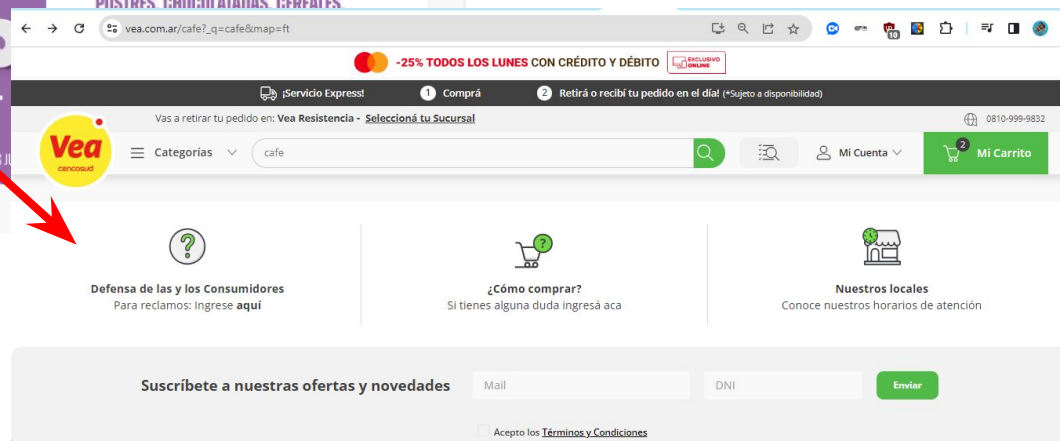 POSTRES, CHOCOLATADAS, CEREALES,
vea.com.ar/cafe?_q=cafe&map=ft
10
-25% TODOS LOS LUNES CON CRÉDITO Y DÉBITO EXCLUSIVO ONLINE
¡Servicio Express! 1 Comprá 2 Retirá o recibí tu pedido en el día! (*Sujeto a disponibilidad)
Vas a retirar tu pedido en: Vea Resistencia - Seleccioná tu Sucursal 0810-999-9832
Vea
cencosud
Categorías cafe Mi Cuenta 2 Mi Carrito
Defensa de las y los Consumidores
Para reclamos: Ingrese aquí
¿Cómo comprar?
Si tienes alguna duda ingresá aca
Nuestros locales
Conoce nuestros horarios de atención
Suscríbete a nuestras ofertas y novedades Mail DNI Enviar
Acepto los Términos y Condiciones